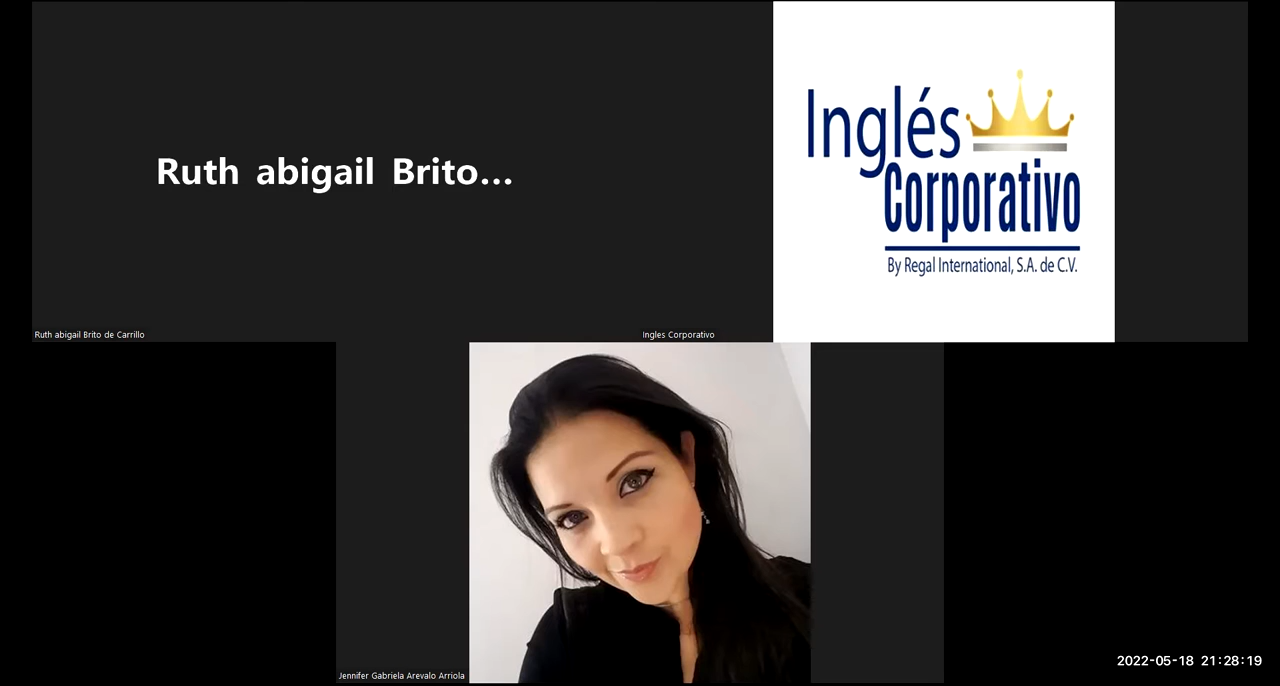 Ruth abigail Brito...
Ruth abigail Brito de Carrillo
Inglés
Corporativo
By Regal International, S.A. de C.V.
Ingles Corporativo
Jennifer Gabriela Arevalo Arriola
2022-05-18 21:28:19